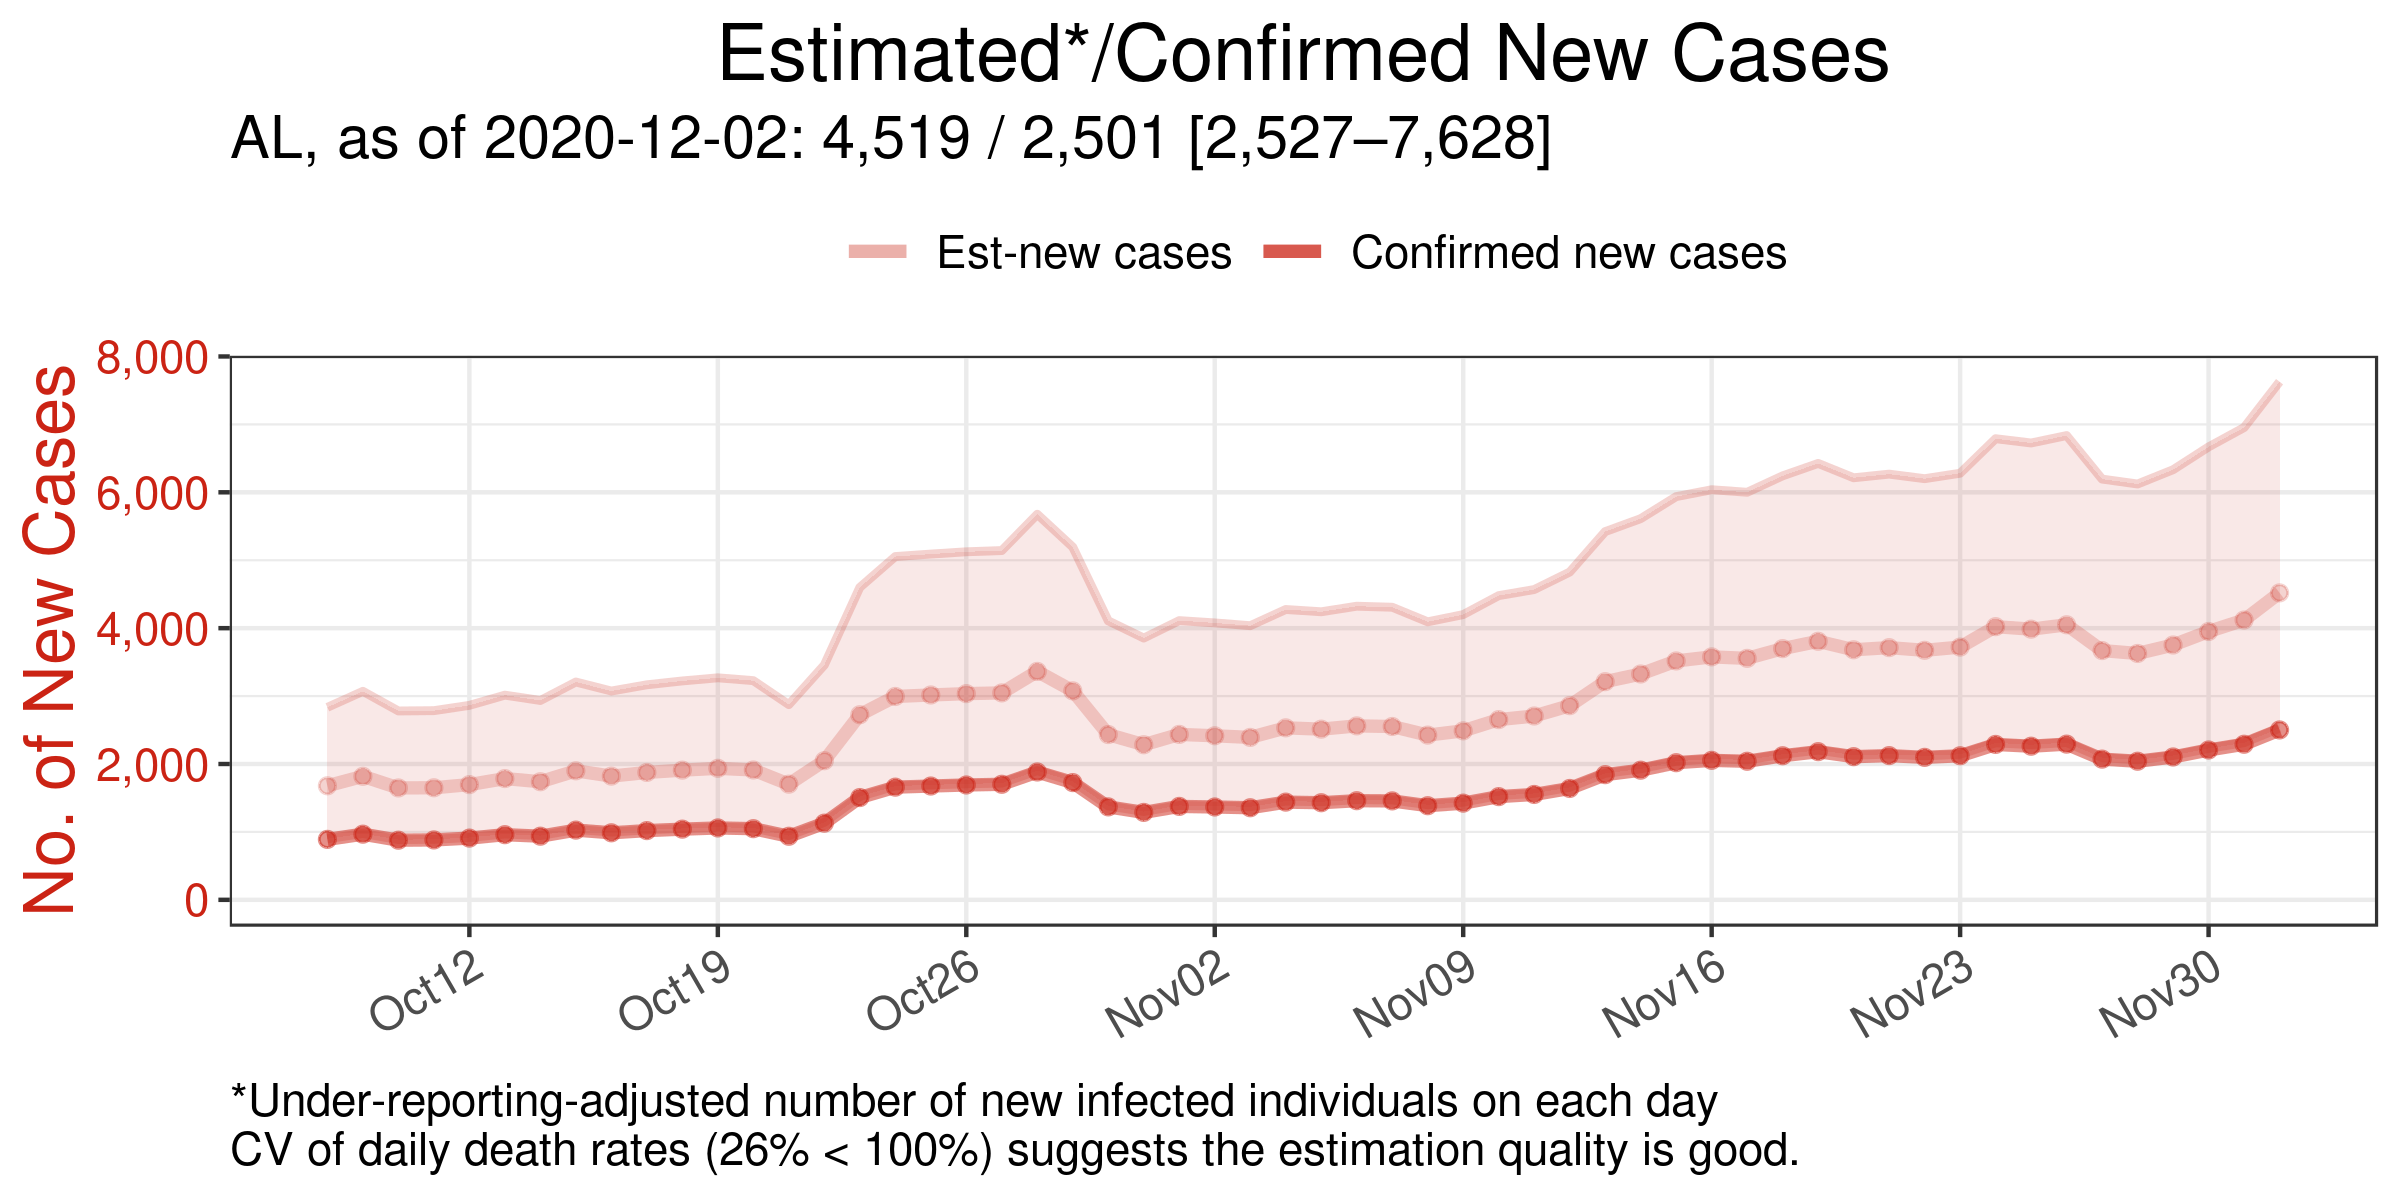 Estimated*/Confirmed New Cases
AL, as of 2020-12-02: 4,519 / 2,501 [2,527–7,628]
Est-new cases Confirmed new cases
No. of New Cases
8,000
6,000
4,000
2,000
0
Oct12 Oct19 Oct26 Nov02 Nov09 Nov16 Nov23 Nov30
*Under-reporting-adjusted number of new infected individuals on each day
CV of daily death rates (26% < 100%) suggests the estimation quality is good.